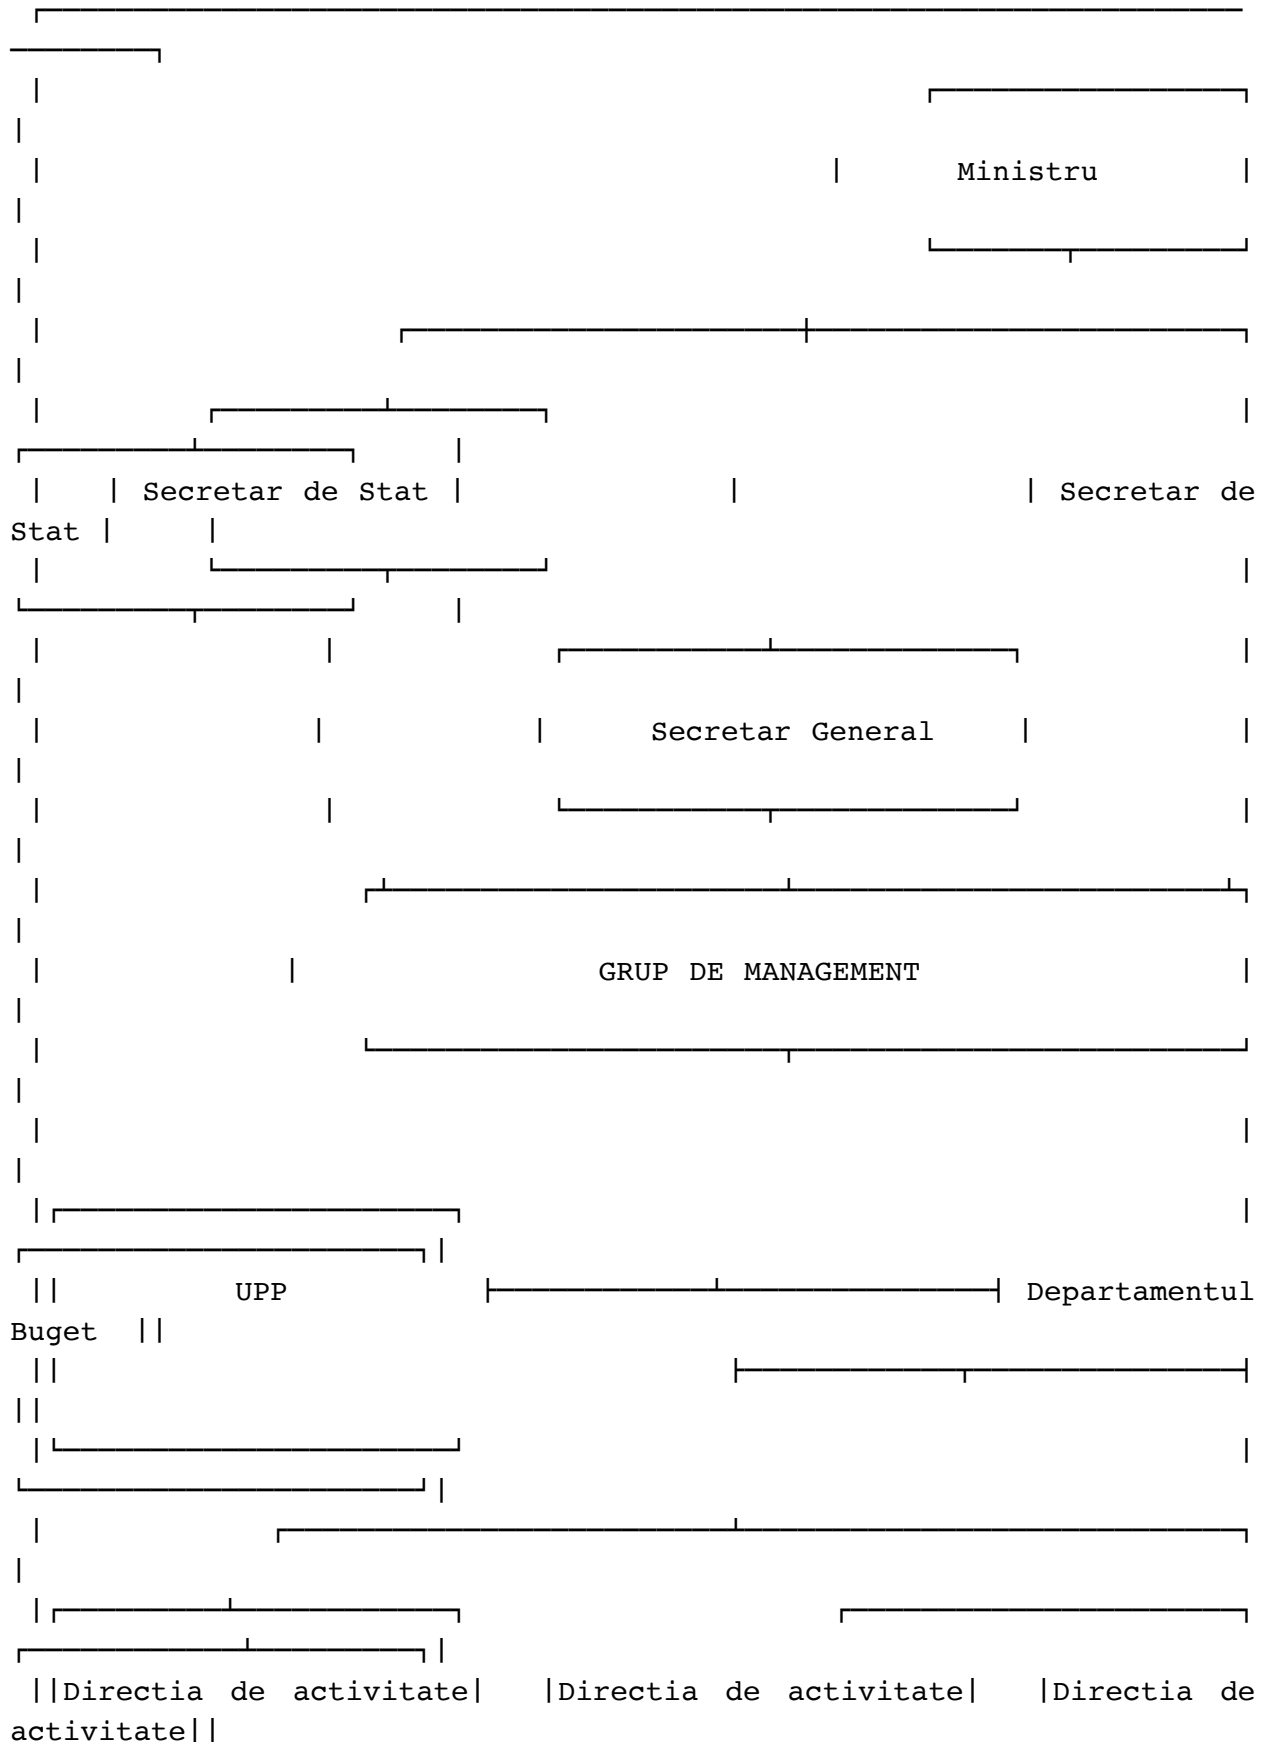 Ministru
Secretar de Stat Secretar de
Stat
Secretar General
GRUP DE MANAGEMENT
UPP Departamentul
Buget
Directia de activitate Directia de activitate Directia de
activitate